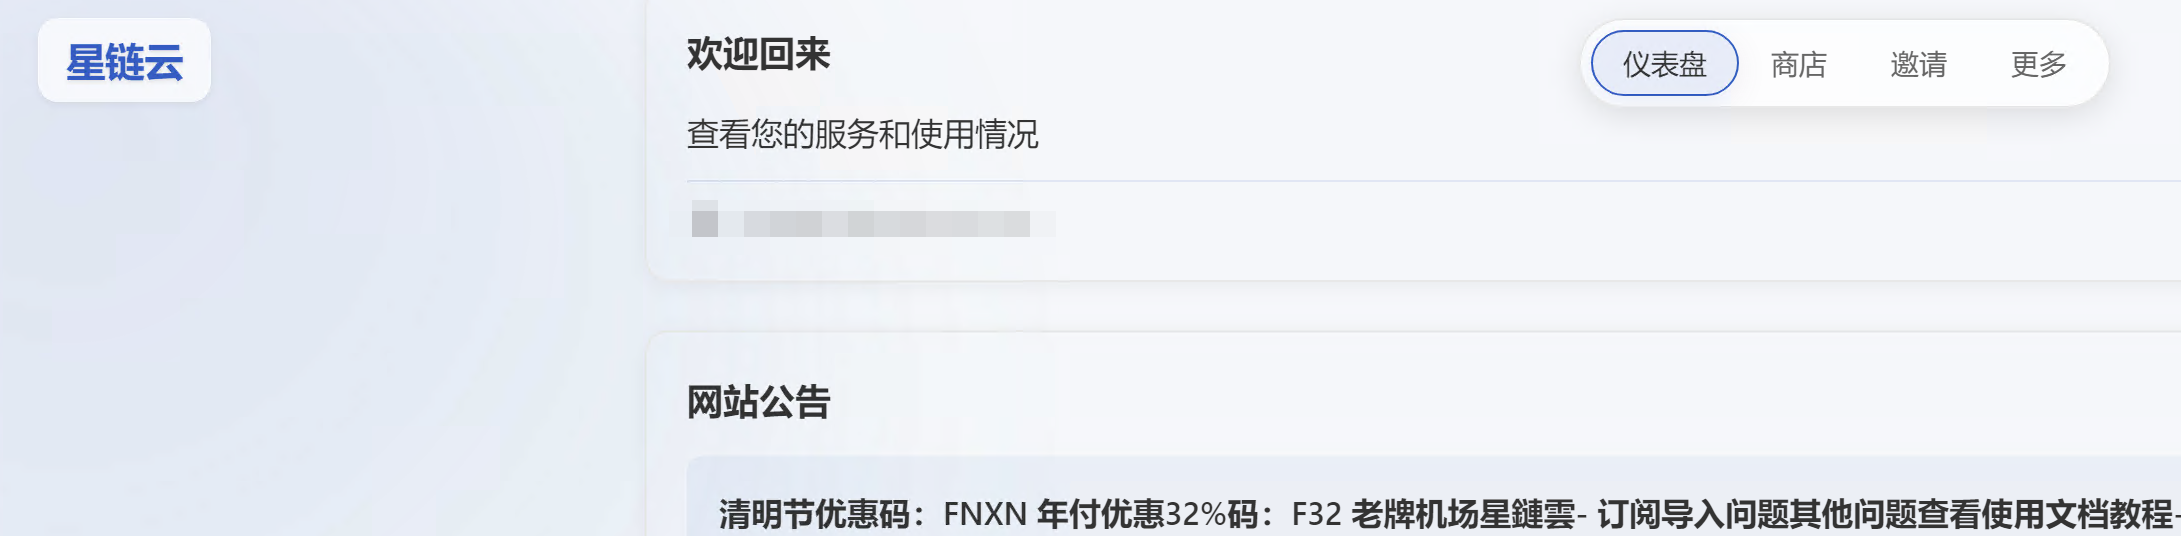 星链云
欢迎回来
仪表盘 商店 邀请 更多
查看您的服务和使用情况
网站公告
清明节优惠码：FNXN 年付优惠32%码：F32 老牌机场星鏈雲- 订阅导入问题其他问题查看使用文档教程-